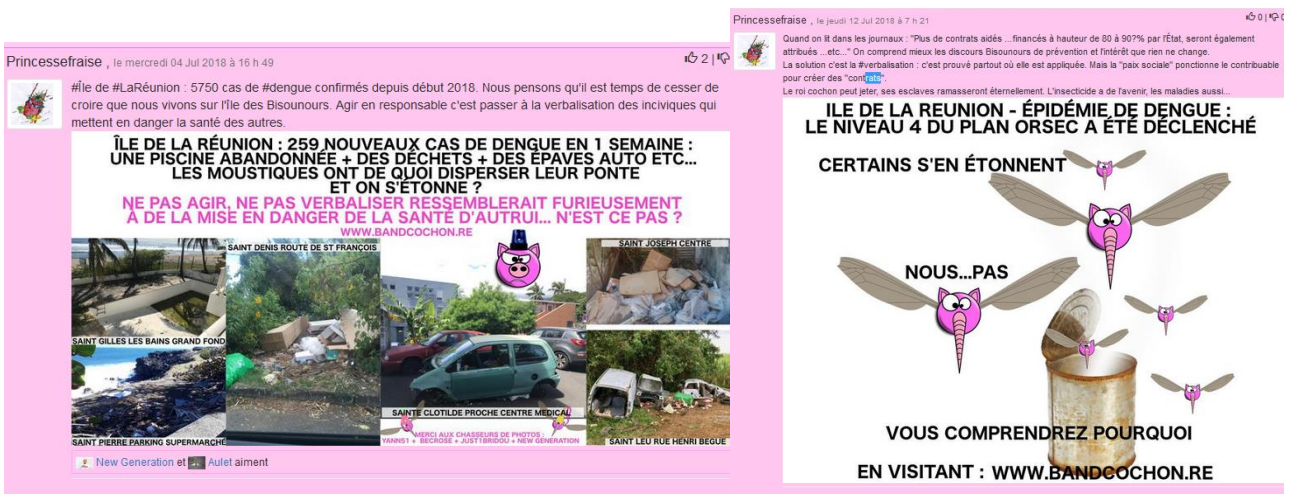 Princessefraise , le mercredi 04 Jul 2018 à 16 h 49
2 |
#Île de #LaRéunion : 5750 cas de #dengue confirmés depuis début 2018. Nous pensons qu'il est temps de cesser de
croire que nous vivons sur l'île des Bisounours. Agir en responsable c'est passer à la verbalisation des inciviques qui
mettent en danger la santé des autres.
ÎLE DE LA RÉUNION : 259 NOUVEAUX CAS DE DENGUE EN 1 SEMAINE :
UNE PISCINE ABANDONNÉE + DES DÉCHETS + DES ÉPAVES AUTO ETC...
LES MOUSTIQUES ONT DE QUOI DISPERSER LEUR PONTE
ET ON S'ÉTONNE ?
NE PAS AGIR, NE PAS VERBALISER RESSEMBLERAIT FURIEUSEMENT
À DE LA MISE EN DANGER DE LA SANTÉ D'AUTRUI... N'EST CE PAS ?
WWW.BANDCOCHON.RE
SAINT DENIS ROUTE DE ST FRANÇOIS
SAINT JOSEPH CENTRE
SAINT GILLES LES BAINS GRAND FOND
SAINTE CLOTILDE PROCHE CENTRE MEDICAL
SAINT PIERRE PARKING SUPERMARCHÉ
MERCI AUX CHASSEURS DE PHOTOS :
YANNS1 + BECROSE + JUST1BRIDOU + NEW GENERATION
SAINT LEU RUE HENRI BEGUE
New Generation et Aulet aiment
Princessefraise , le jeudi 12 Jul 2018 à 7 h 21
0 |
Quand on lit dans les journaux : "Plus de contrats aidés ...financés à hauteur de 80 à 90?% par l'État, seront également
attribués ...etc..." On comprend mieux les discours Bisounours de prévention et l'intérêt que rien ne change.
La solution c'est la #verbalisation : c'est prouvé partout où elle est appliquée. Mais la "paix sociale" ponctionne le contribuable
pour créer des "contrats".
Le roi cochon peut jeter, ses esclaves ramasseront éternellement. L'insecticide a de l'avenir, les maladies aussi...
ILE DE LA REUNION - ÉPIDÉMIE DE DENGUE :
LE NIVEAU 4 DU PLAN ORSEC A ÉTÉ DÉCLENCHÉ
CERTAINS S'EN ÉTONNENT
NOUS...PAS
VOUS COMPRENDREZ POURQUOI
EN VISITANT : WWW.BANDCOCHON.RE